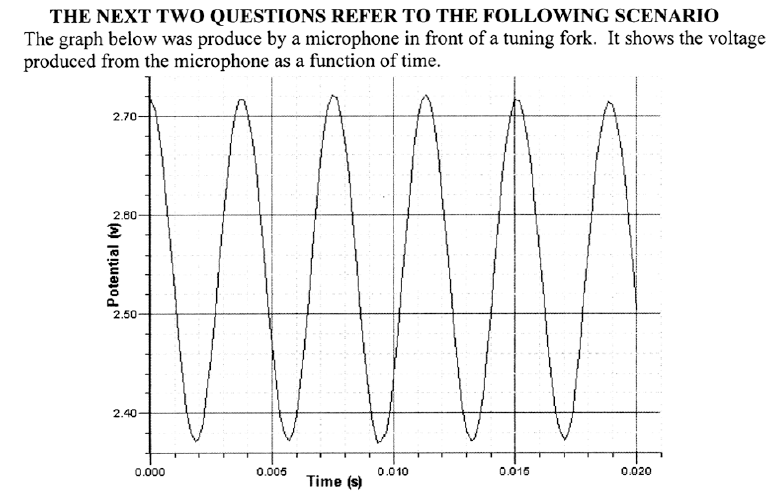 THE NEXT TWO QUESTIONS REFER TO THE FOLLOWING SCENARIO
The graph below was produce by a microphone in front of a tuning fork. It shows the voltage
produced from the microphone as a function of time.
2.70
2.60
Potential (v)
2.50
2.40
0.000
0.005
0.010
0.015
0.020
Time (s)